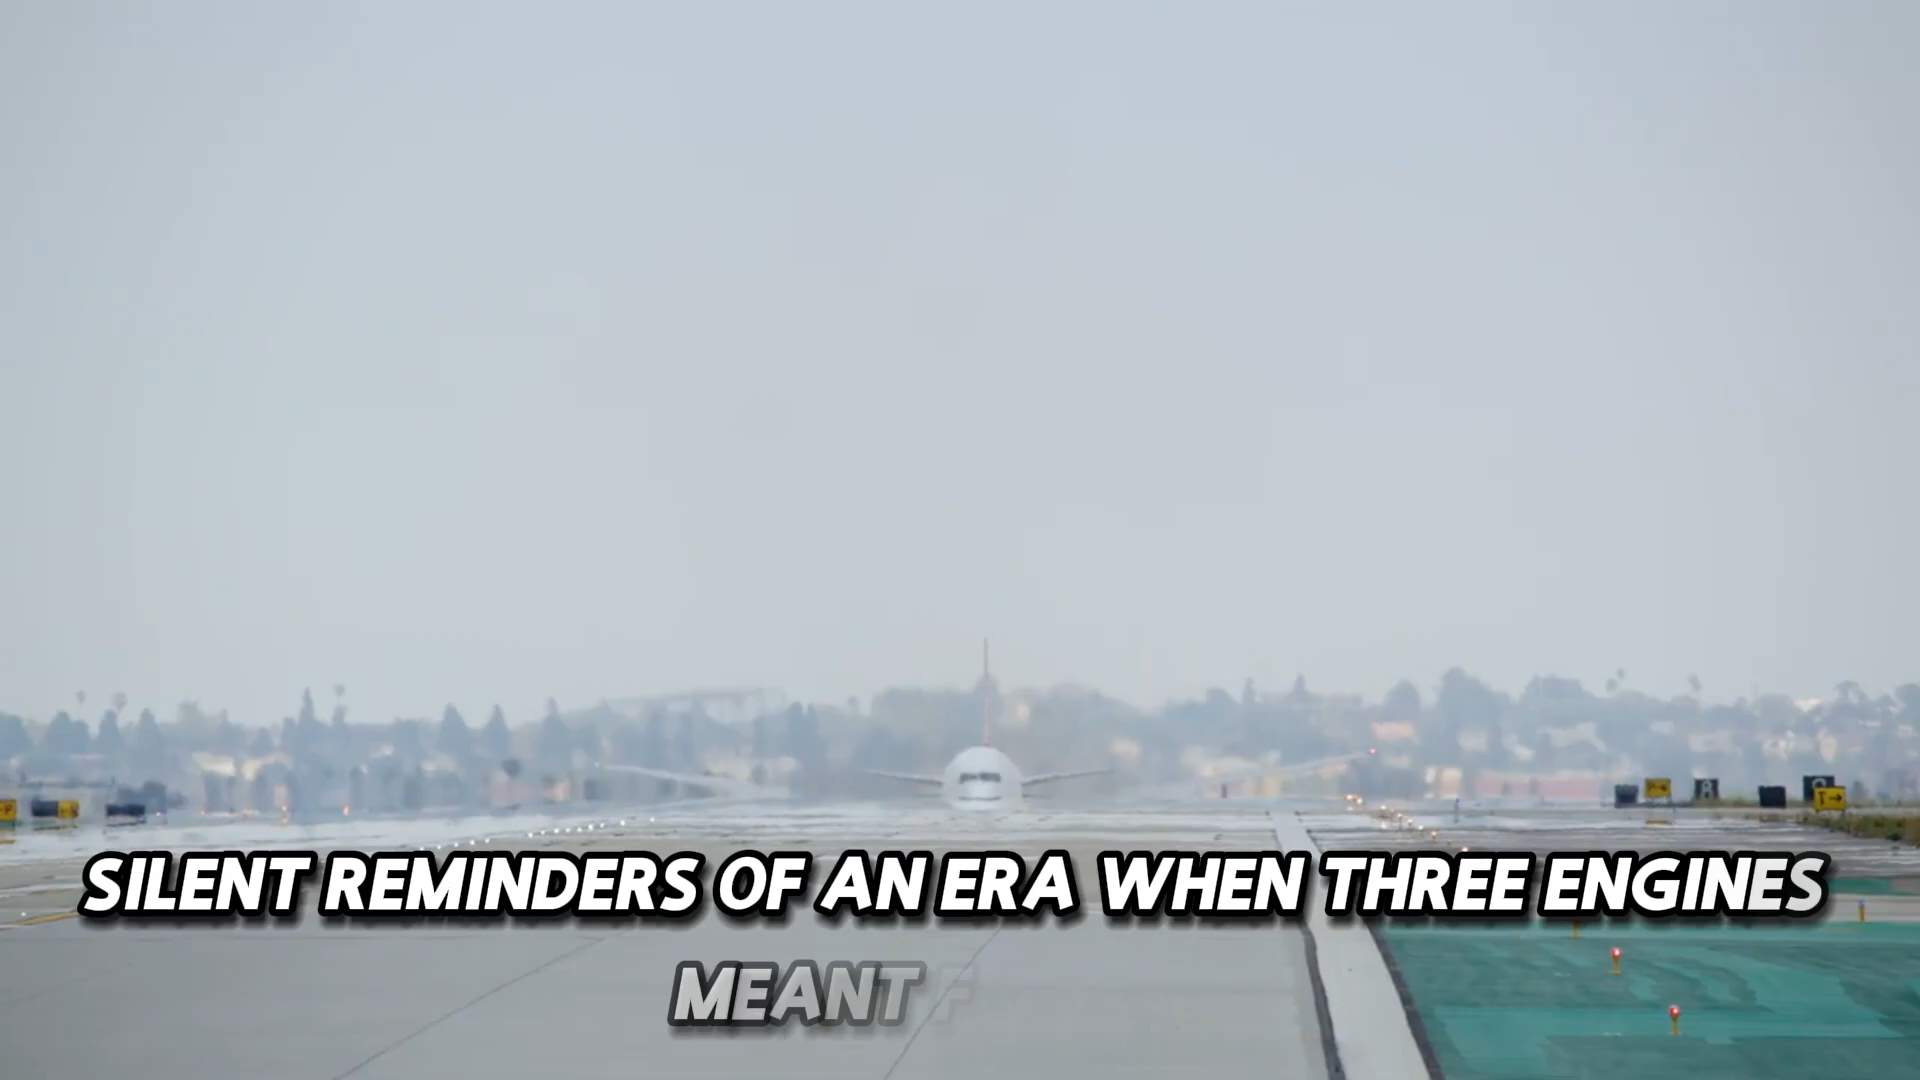 SILENT REMINDERS OF AN ERA WHEN THREE ENGINES
MEANT F